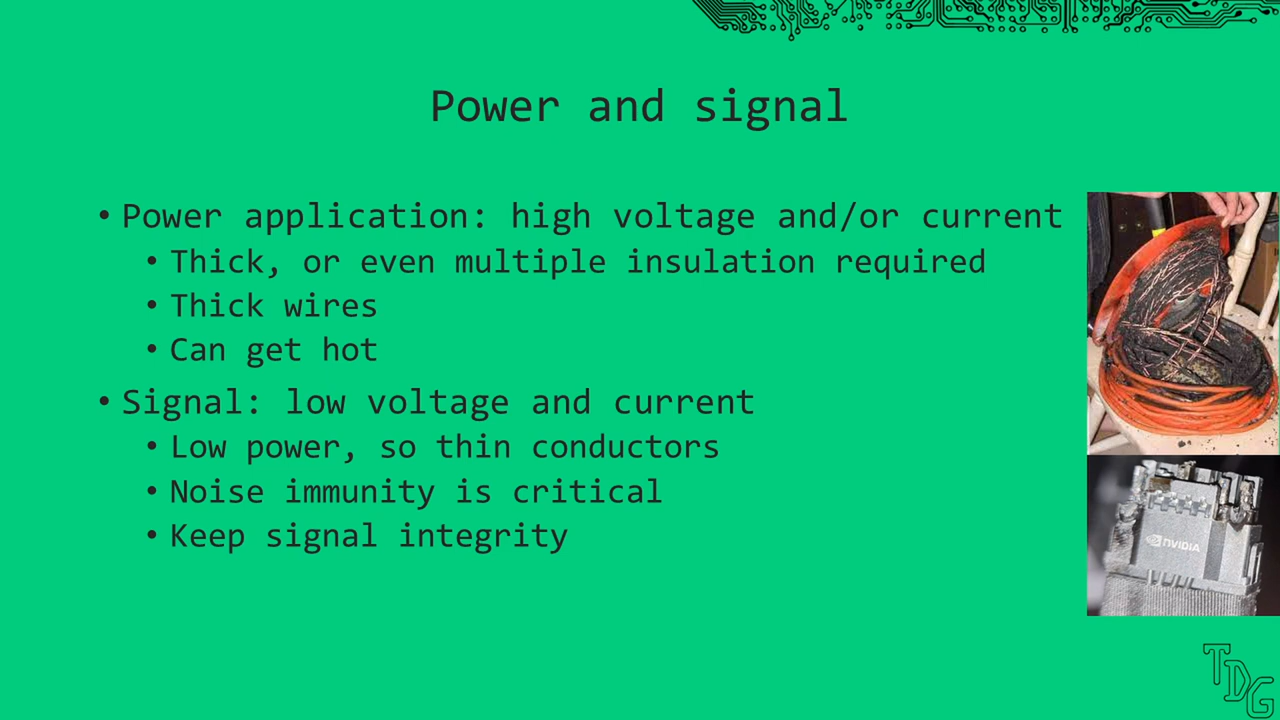 Power and signal
• Power application: high voltage and/or current
• Thick, or even multiple insulation required
• Thick wires
• Can get hot
• Signal: low voltage and current
• Low power, so thin conductors
• Noise immunity is critical
• Keep signal integrity
NVIDIA
TDG